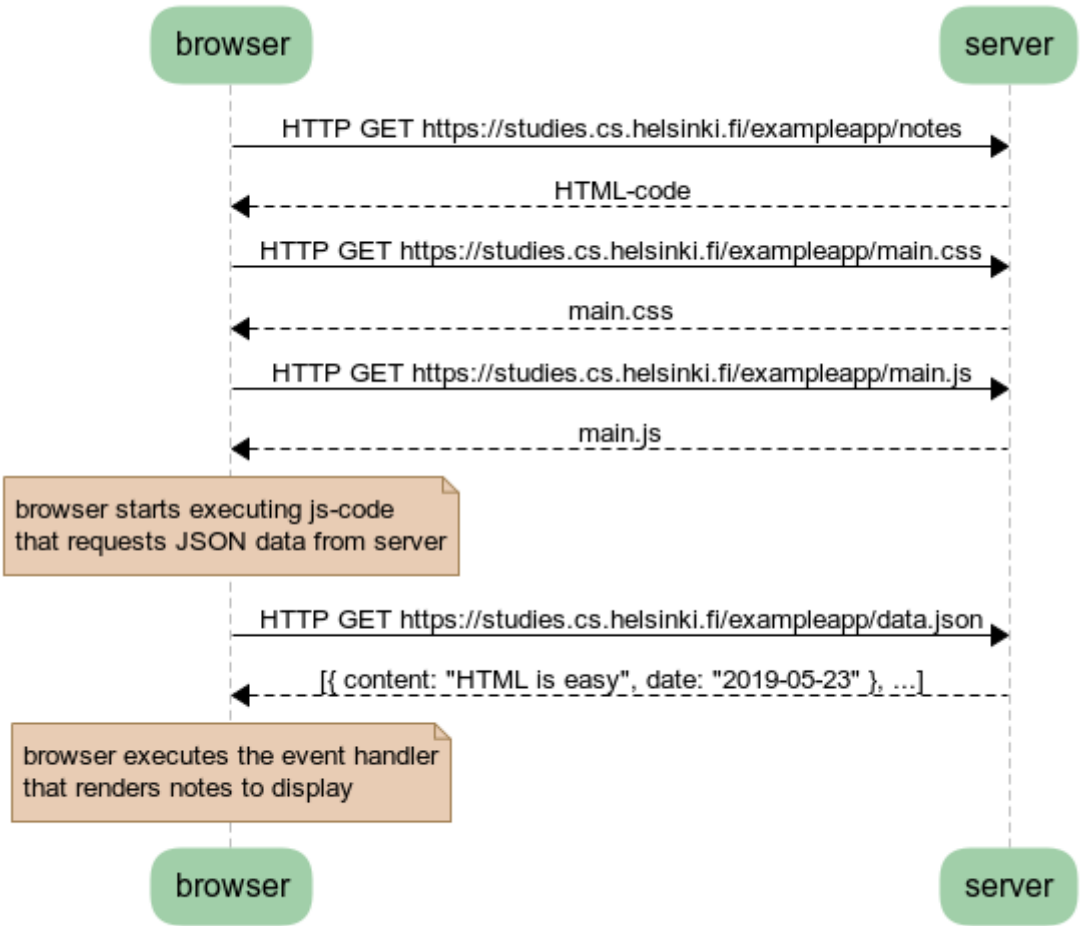 browser server
HTTP GET https://studies.cs.helsinki.fi/exampleapp/notes
HTML-code
HTTP GET https://studies.cs.helsinki.fi/exampleapp/main.css
main.css
HTTP GET https://studies.cs.helsinki.fi/exampleapp/main.js
main.js
browser starts executing js-code
that requests JSON data from server
HTTP GET https://studies.cs.helsinki.fi/exampleapp/data.json
[{ content: "HTML is easy", date: "2019-05-23" }, ...]
browser executes the event handler
that renders notes to display
browser server